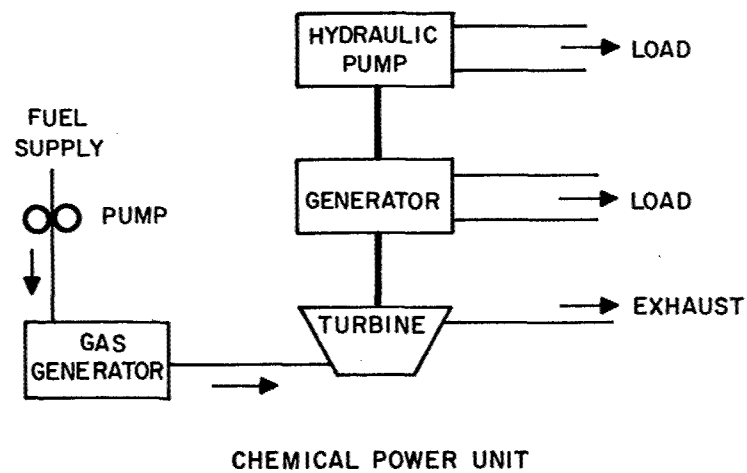 HYDRAULIC
PUMP
LOAD
FUEL
SUPPLY
PUMP
GENERATOR
LOAD
EXHAUST
TURBINE
GAS
GENERATOR
CHEMICAL POWER UNIT